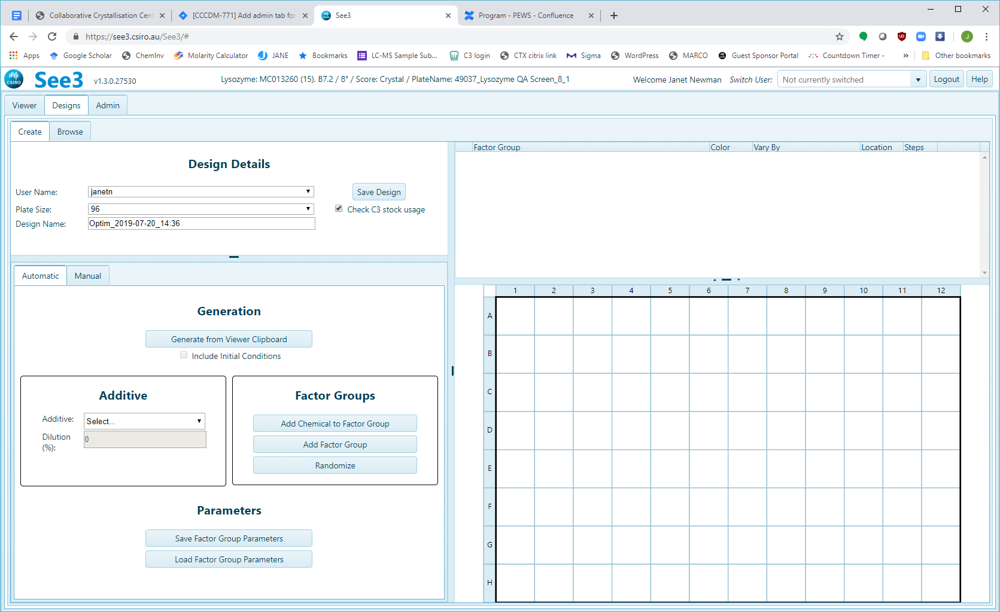 Collaborative Crystallisation Cent
[CCCDM-771] Add admin tab for
See3
Program - PEWS - Confluence
https://see3.csiro.au/See3/#
J
Apps
Google Scholar
ChemInv
Molarity Calculator
JANE
Bookmarks
LC-MS Sample Sub...
C3 login
CTX citrix link
Sigma
WordPress
MARCO
Guest Sponsor Portal
Countdown Timer -
»
Other bookmarks
CSIRO
See3 v1.3.0.27530
Lysozyme: MC013260 (15), B7.2 / 8° / Score: Crystal / PlateName: 49037_Lysozyme QA Screen_8_1
Welcome Janet Newman Switch User: Not currently switched Logout Help
Viewer Designs Admin
Create Browse
Design Details
User Name: janetn
Save Design
Plate Size: 96
Check C3 stock usage
Design Name: Optim_2019-07-20_14:36
Automatic Manual
Generation
Generate from Viewer Clipboard
Include Initial Conditions
Additive
Additive: Select...
Dilution (%): 0
Factor Groups
Add Chemical to Factor Group
Add Factor Group
Randomize
Parameters
Save Factor Group Parameters
Load Factor Group Parameters
Factor Group Color Vary By Location Steps
1 2 3 4 5 6 7 8 9 10 11 12
A
B
C
D
E
F
G
H